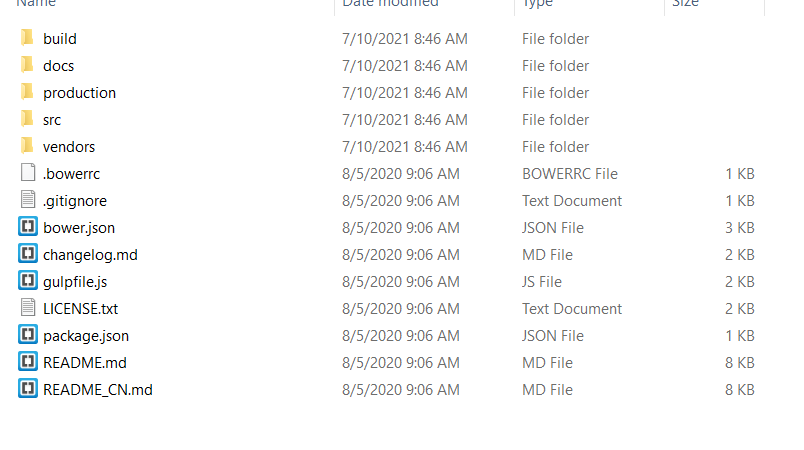 Name Date modified Type Size
build 7/10/2021 8:46 AM File folder
docs 7/10/2021 8:46 AM File folder
production 7/10/2021 8:46 AM File folder
src 7/10/2021 8:46 AM File folder
vendors 7/10/2021 8:46 AM File folder
.bowerrc 8/5/2020 9:06 AM BOWERRC File 1 KB
.gitignore 8/5/2020 9:06 AM Text Document 1 KB
bower.json 8/5/2020 9:06 AM JSON File 3 KB
changelog.md 8/5/2020 9:06 AM MD File 2 KB
gulpfile.js 8/5/2020 9:06 AM JS File 2 KB
LICENSE.txt 8/5/2020 9:06 AM Text Document 2 KB
package.json 8/5/2020 9:06 AM JSON File 1 KB
README.md 8/5/2020 9:06 AM MD File 8 KB
README_CN.md 8/5/2020 9:06 AM MD File 8 KB